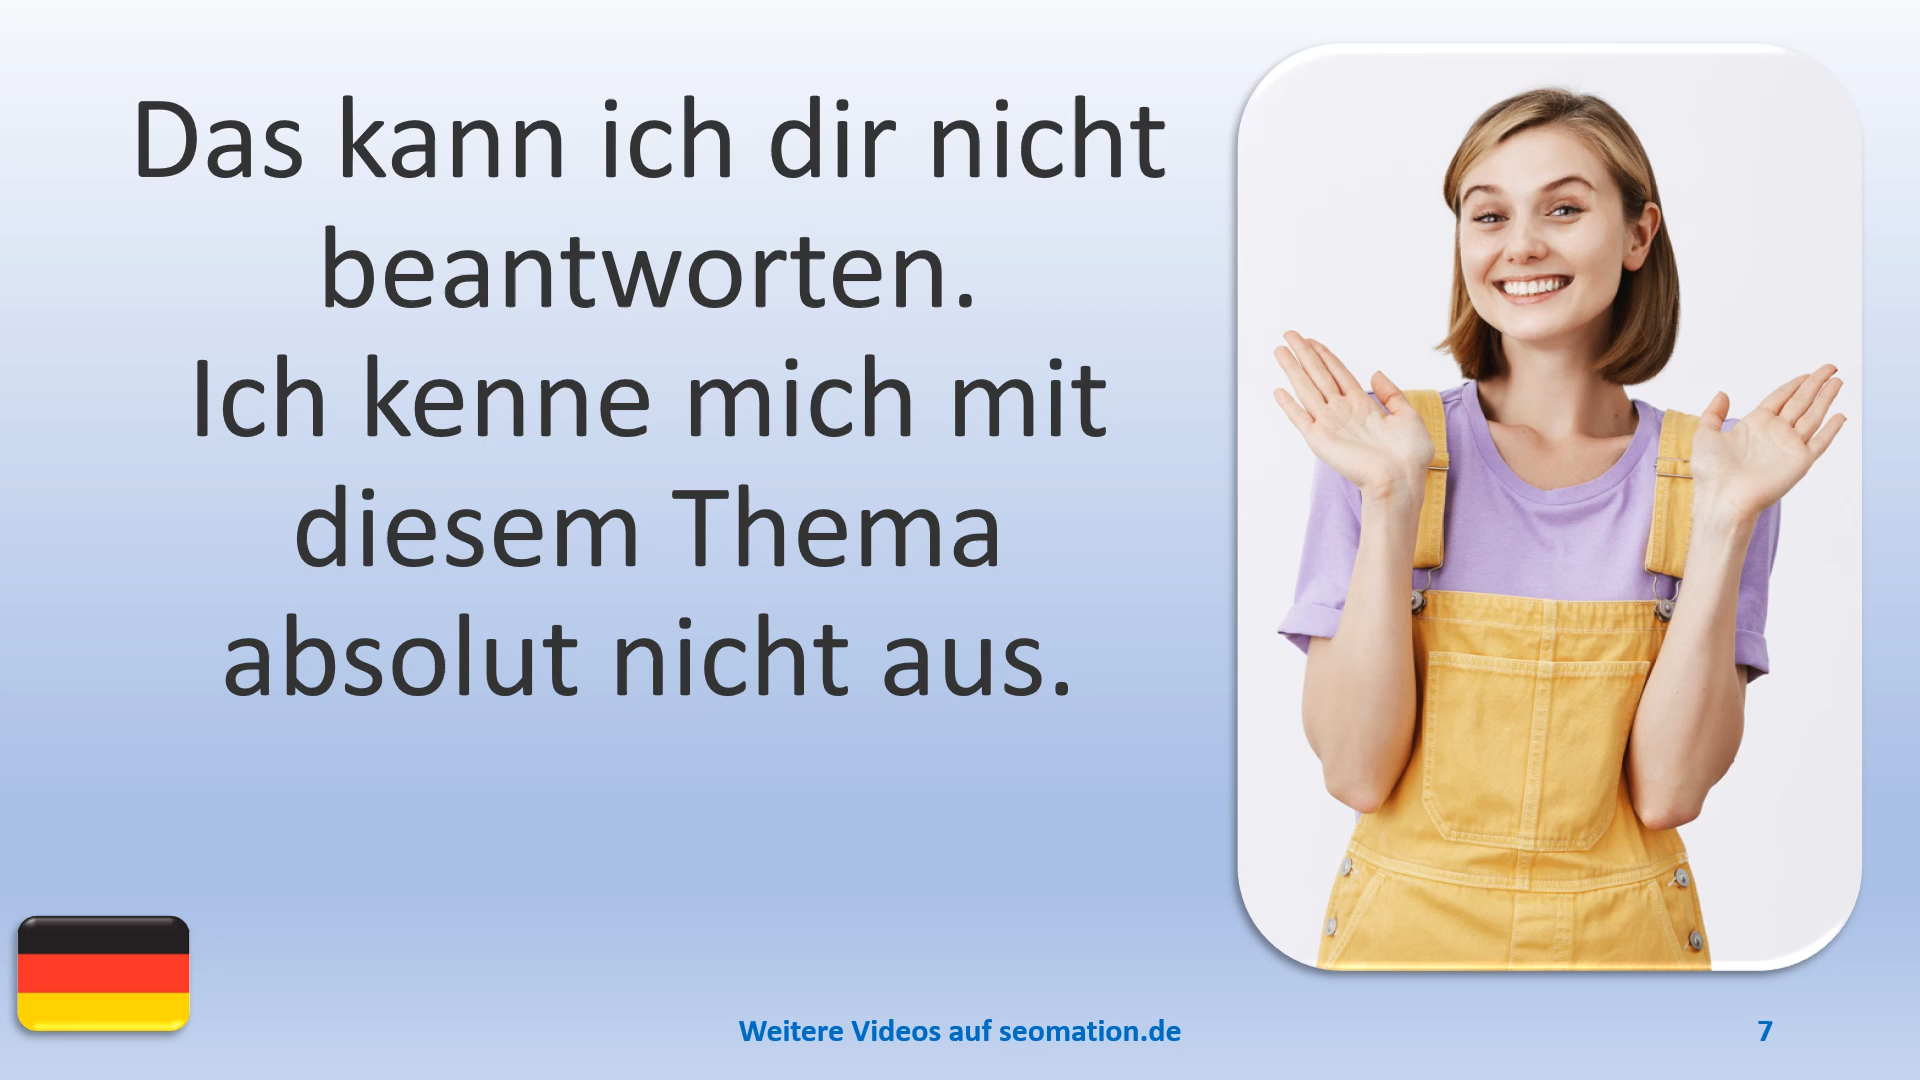 Das kann ich dir nicht
beantworten.
Ich kenne mich mit
diesem Thema
absolut nicht aus.
Weitere Videos auf seomation.de
7